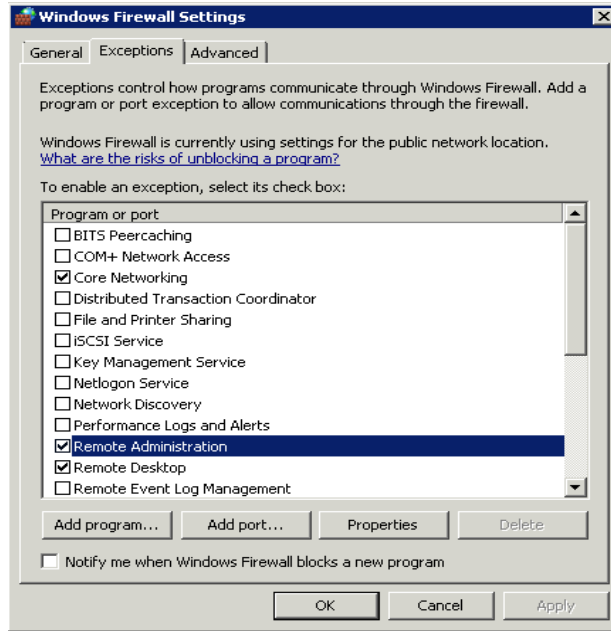 Windows Firewall Settings
General Exceptions Advanced
Exceptions control how programs communicate through Windows Firewall. Add a
program or port exception to allow communications through the firewall.
Windows Firewall is currently using settings for the public network location.
What are the risks of unblocking a program?
To enable an exception, select its check box:
Program or port
BITS Peercaching
COM+ Network Access
Core Networking
Distributed Transaction Coordinator
File and Printer Sharing
iSCSI Service
Key Management Service
Netlogon Service
Network Discovery
Performance Logs and Alerts
Remote Administration
Remote Desktop
Remote Event Log Management
Add program... Add port... Properties Delete
Notify me when Windows Firewall blocks a new program
OK Cancel Apply